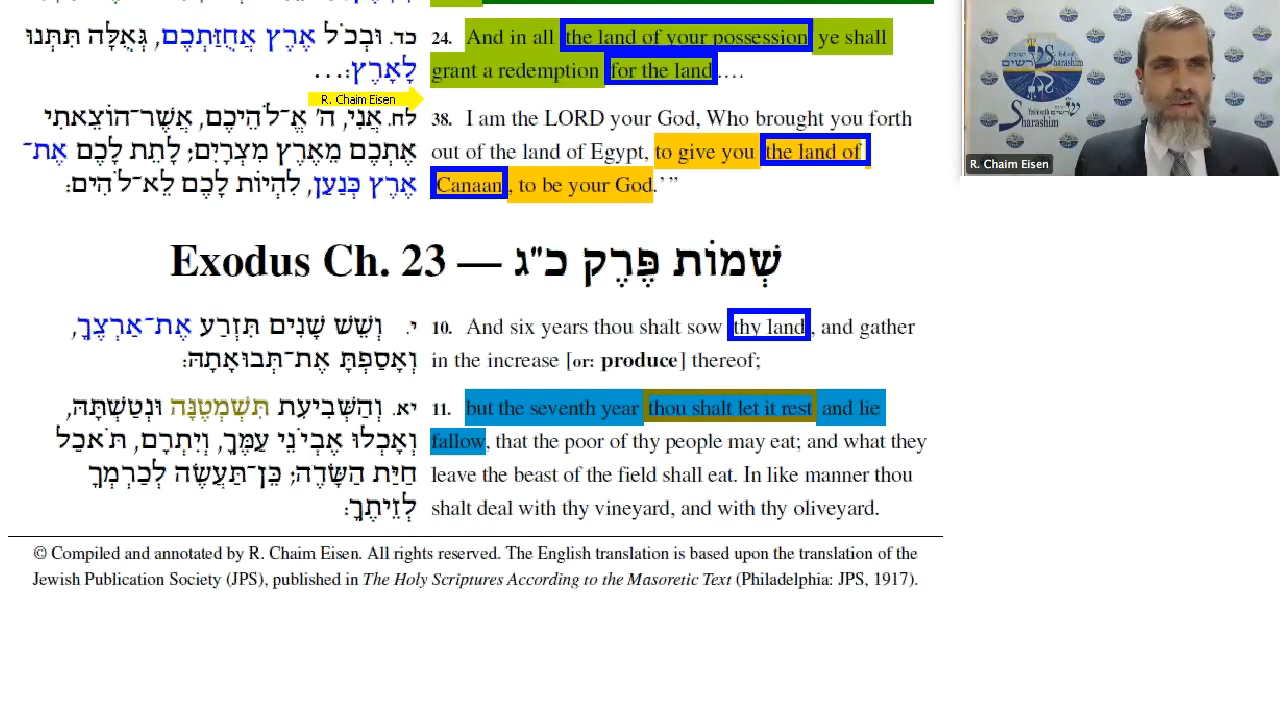 כד. וּבְכֹל אֶרֶץ אֲחֻזַּתְכֶם, גְּאֻלָּה תִּתְּנוּ
לָאָרֶץ:…
24. And in all the land of your possession ye shall
grant a redemption for the land….
R. Chaim Eisen
לח. אֲנִי, ה' אֱ־לֹהֵיכֶם, אֲשֶׁר־הוֹצֵאתִי
אֶתְכֶם מֵאֶרֶץ מִצְרָיִם; לָתֵת לָכֶם אֶת־
אֶרֶץ כְּנַעַן, לִהְיוֹת לָכֶם לֵא־לֹהִים:
38. I am the LORD your God, Who brought you forth
out of the land of Egypt, to give you the land of
Canaan, to be your God.’ ”
Exodus Ch. 23 — שְׁמוֹת פֶּרֶק כ"ג
י. וְשֵׁשׁ שָׁנִים תִּזְרַע אֶת־אַרְצֶךָ,
וְאָסַפְתָּ אֶת־תְּבוּאָתָהּ:
10. And six years thou shalt sow thy land, and gather
in the increase [or: produce] thereof;
יא. וְהַשְּׁבִיעִת תִּשְׁמְטֶנָּה וּנְטַשְׁתָּהּ,
וְאָכְלוּ אֶבְיֹנֵי עַמֶּךָ, וְיִתְרָם, תֹּאכַל
חַיַּת הַשָּׂדֶה; כֵּן־תַּעֲשֶׂה לְכַרְמְךָ
לְזֵיתֶךָ:
11. but the seventh year thou shalt let it rest and lie
fallow, that the poor of thy people may eat; and what they
leave the beast of the field shall eat. In like manner thou
shalt deal with thy vineyard, and with thy oliveyard.
© Compiled and annotated by R. Chaim Eisen. All rights reserved. The English translation is based upon the translation of the
Jewish Publication Society (JPS), published in The Holy Scriptures According to the Masoretic Text (Philadelphia: JPS, 1917).
Sharashim
R. Chaim Eisen